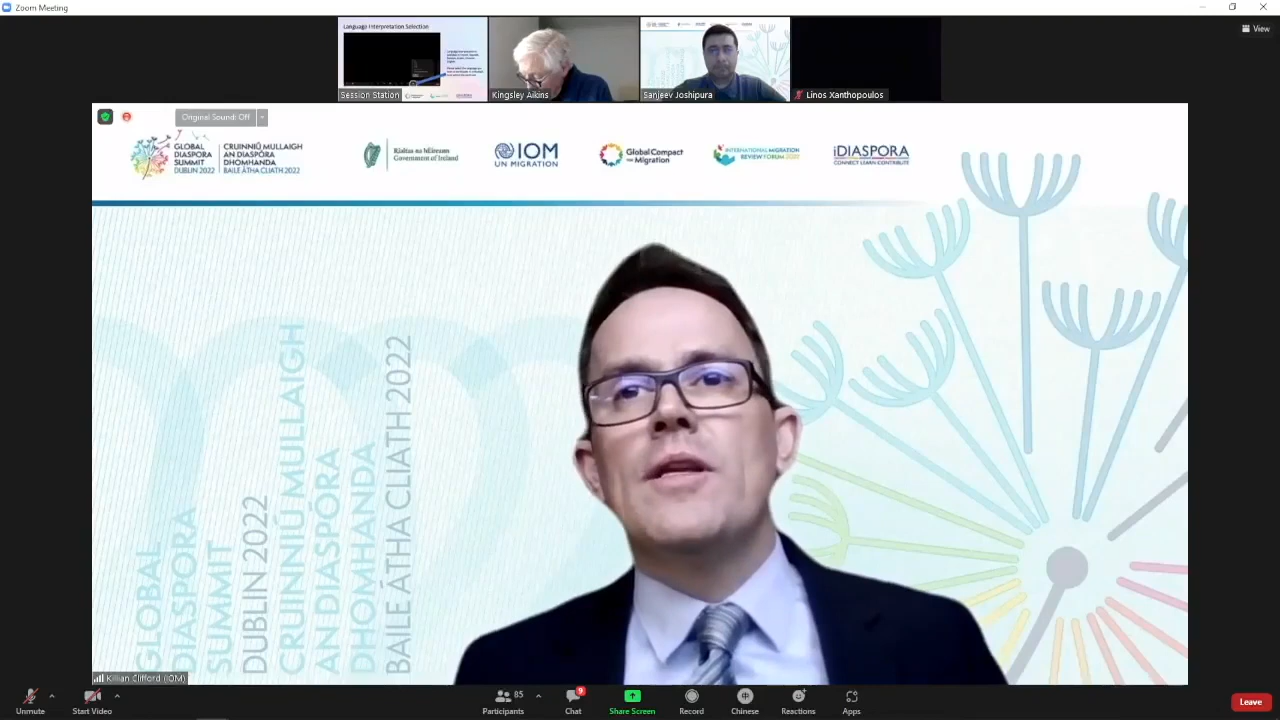 Zoom Meeting
View
Language Interpretation Selection
Session Station
Kingsley Aikins
Sanjeev Joshipura
Linos Xanthopoulos
Original Sound: Off
GLOBAL
DIASPORA
SUMMIT
DUBLIN 2022
CRUINNIÚ MULLAIGH
AN DIASPÓRA
DHOMHANDA
BAILE ÁTHA CLIATH 2022
Rialtas na hÉireann
Government of Ireland
IOM
UN MIGRATION
Global Compact
for Migration
INTERNATIONAL MIGRATION
REVIEW FORUM 2022
iDIASPORA
CONNECT LEARN CONTRIBUTE
GLOBAL
DIASPORA
SUMMIT
DUBLIN 2022
CRUINNIÚ MULLAIGH
AN DIASPÓRA
DHOMHANDA
BAILE ÁTHA CLIATH 2022
Killian Clifford (IOM)
Unmute
Start Video
85
Participants
9
Chat
Share Screen
Record
中
Chinese
Reactions
Apps
Leave